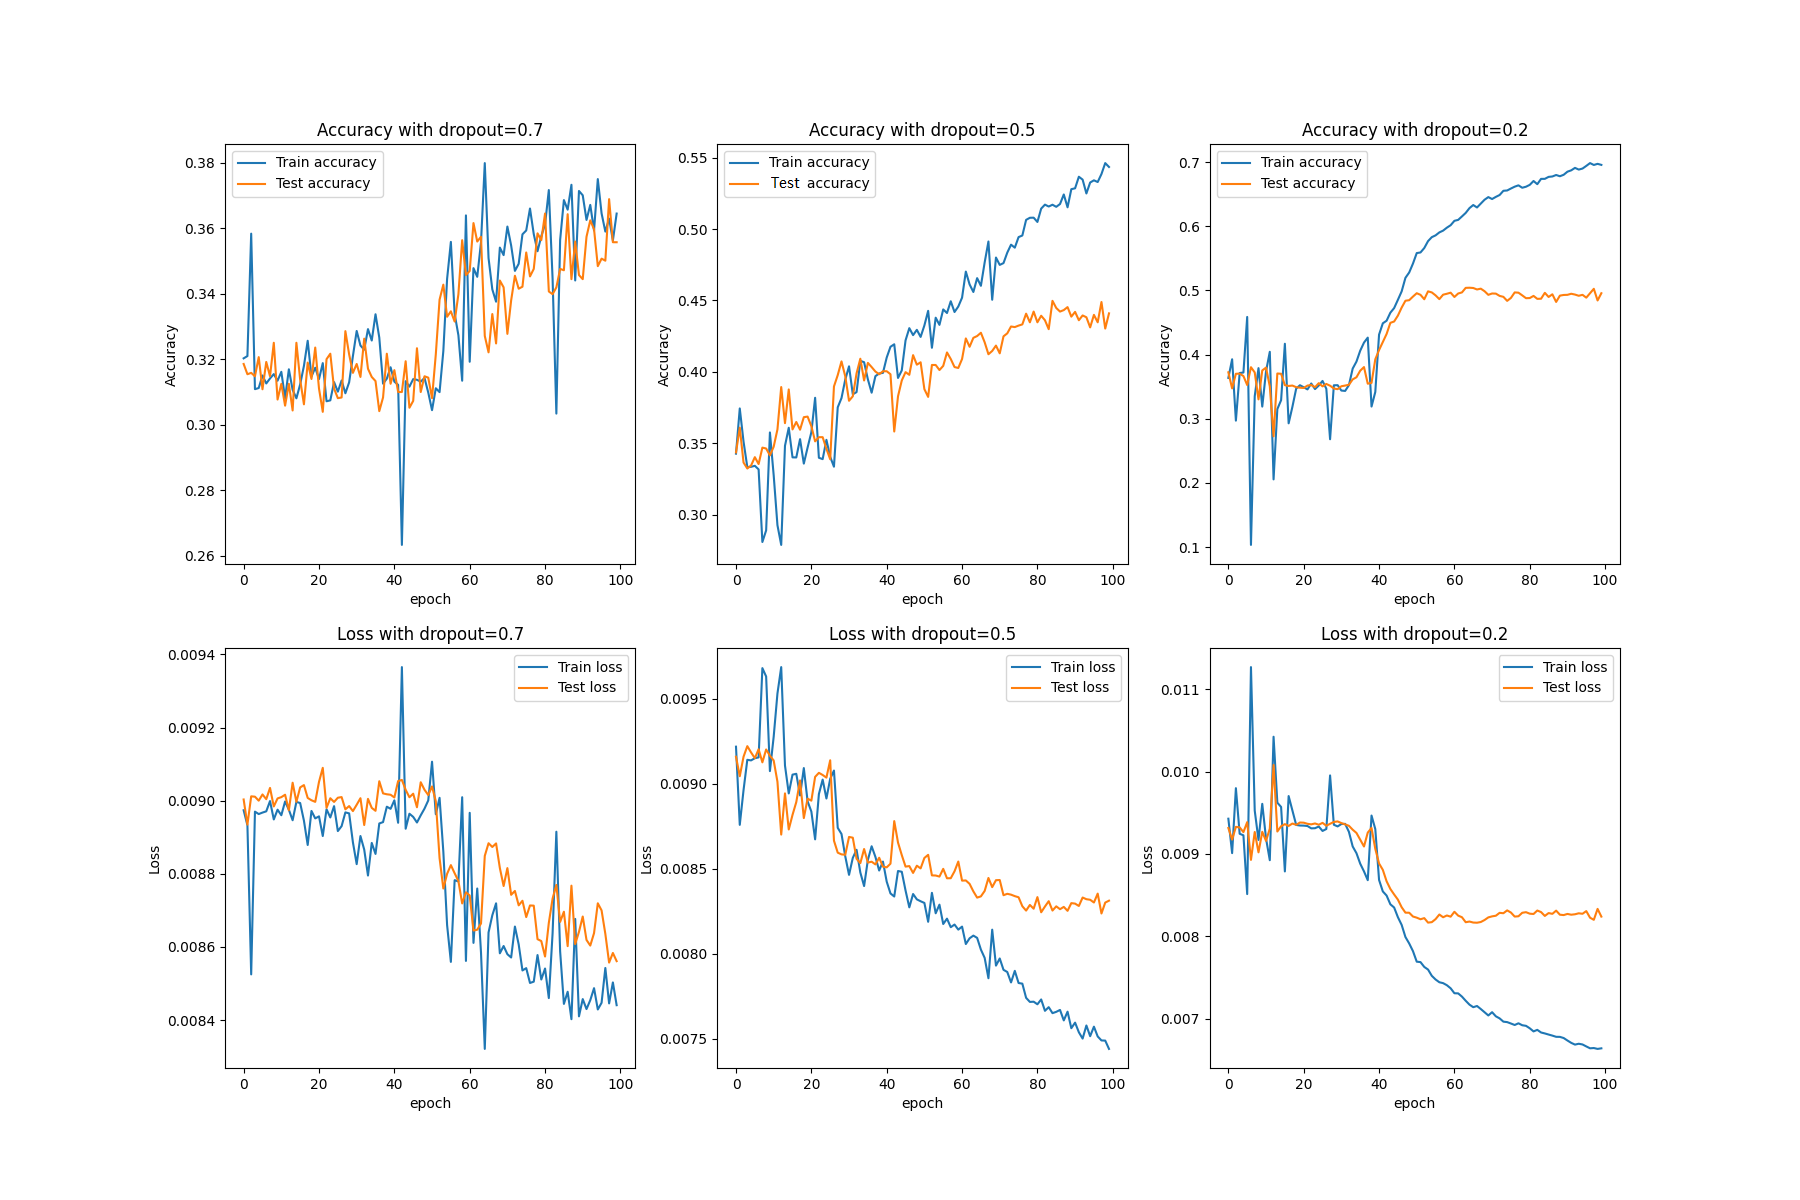 Accuracy with dropout=0.7
Train accuracy
Test accuracy
0.38
0.36
0.34
0.32
0.30
0.28
0.26
Accuracy
0 20 40 60 80 100
epoch
Accuracy with dropout=0.5
Train accuracy
Test accuracy
0.55
0.50
0.45
0.40
0.35
0.30
Accuracy
0 20 40 60 80 100
epoch
Accuracy with dropout=0.2
Train accuracy
Test accuracy
0.7
0.6
0.5
0.4
0.3
0.2
0.1
Accuracy
0 20 40 60 80 100
epoch
Loss with dropout=0.7
Train loss
Test loss
0.0094
0.0092
0.0090
0.0088
0.0086
0.0084
Loss
0 20 40 60 80 100
epoch
Loss with dropout=0.5
Train loss
Test loss
0.0095
0.0090
0.0085
0.0080
0.0075
Loss
0 20 40 60 80 100
epoch
Loss with dropout=0.2
Train loss
Test loss
0.011
0.010
0.009
0.008
0.007
Loss
0 20 40 60 80 100
epoch